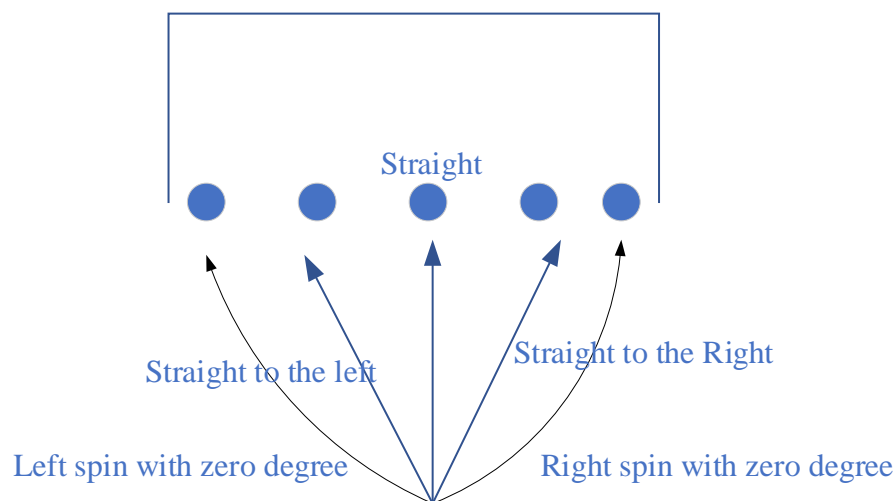 Straight
Straight to the Right
Straight to the left
Left spin with zero degree
Right spin with zero degree